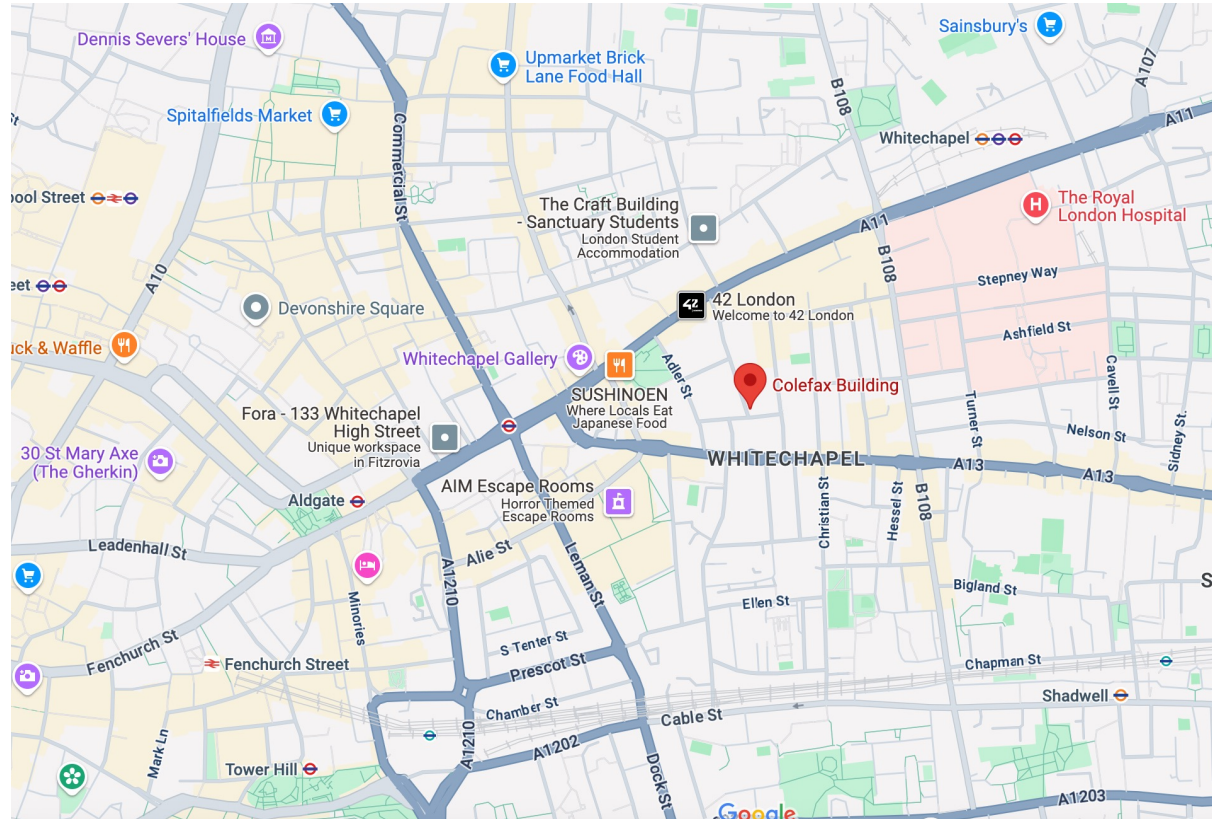 Dennis Severs' House
Upmarket Brick
Lane Food Hall
Sainsbury's
A107
B108
A11
Spitalfields Market
Commercial St
Whitechapel
ool Street
The Craft Building
- Sanctuary Students
London Student
Accommodation
The Royal
London Hospital
A11
B108
A10
Stepney Way
eet
Devonshire Square
42
42 London
Welcome to 42 London
Ashfield St
uck & Waffle
Whitechapel Gallery
Adler St
Cavell St
SUSHINOEN
Where Locals Eat
Japanese Food
Colefax Building
Fora - 133 Whitechapel
High Street
Unique workspace
in Fitzrovia
Turner St
Nelson St
Sidney St.
30 St Mary Axe
(The Gherkin)
WHITECHAPEL
A13
A13
AIM Escape Rooms
Horror Themed
Escape Rooms
Aldgate
Christian St
Hessel St
B108
Leadenhall St
Alie St
A1210
Leman St
Minories
Ellen St
Bigland St
S
Fenchurch St
S Tenter St
Prescot St
Fenchurch Street
Chapman St
Shadwell
Chamber St
Cable St
Mark Ln
A1210
A1202
Tower Hill
Dock St
A1203
Google